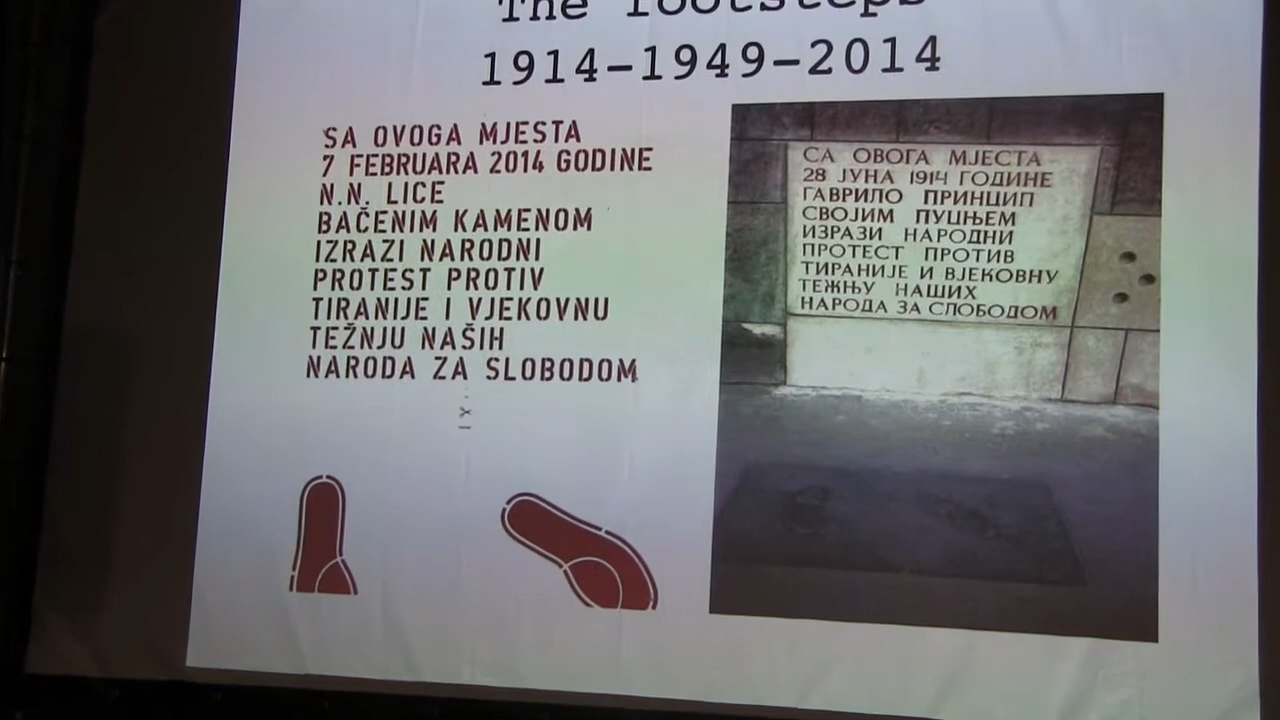 The footsteps
1914-1949-2014
SA OVOGA MJESTA
7 FEBRUARA 2014 GODINE
N.N. LICE
BAČENIM KAMENOM
IZRAZI NARODNI
PROTEST PROTIV
TIRANIJE I VJEKOVNU
TEŽNJU NAŠIH
NARODA ZA SLOBODOM
СА ОВОГА МЈЕСТА
28 ЈУНА 1914 ГОДИНЕ
ГАВРИЛО ПРИНЦИП
СВОЈИМ ПУЦЊЕМ
ИЗРАЗИ НАРОДНИ
ПРОТЕСТ ПРОТИВ
ТИРАНИЈЕ И ВЈЕКОВНУ
ТЕЖЊУ НАШИХ
НАРОДА ЗА СЛОБОДОМ